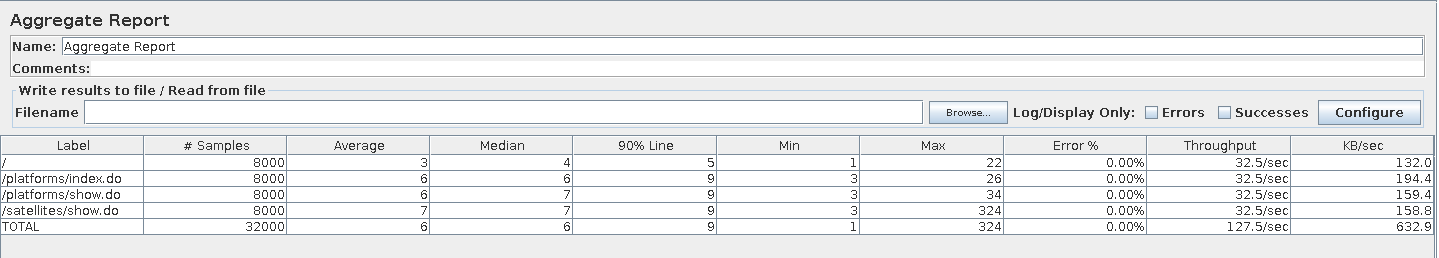 Aggregate Report
Name: Aggregate Report
Comments:
Write results to file / Read from file
Filename Browse... Log/Display Only: Errors Successes Configure
Label # Samples Average Median 90% Line Min Max Error % Throughput KB/sec
/ 8000 3 4 5 1 22 0.00% 32.5/sec 132.0
/platforms/index.do 8000 6 6 9 3 26 0.00% 32.5/sec 194.4
/platforms/show.do 8000 6 7 9 3 34 0.00% 32.5/sec 159.4
/satellites/show.do 8000 7 7 9 3 324 0.00% 32.5/sec 158.8
TOTAL 32000 6 6 9 1 324 0.00% 127.5/sec 632.9